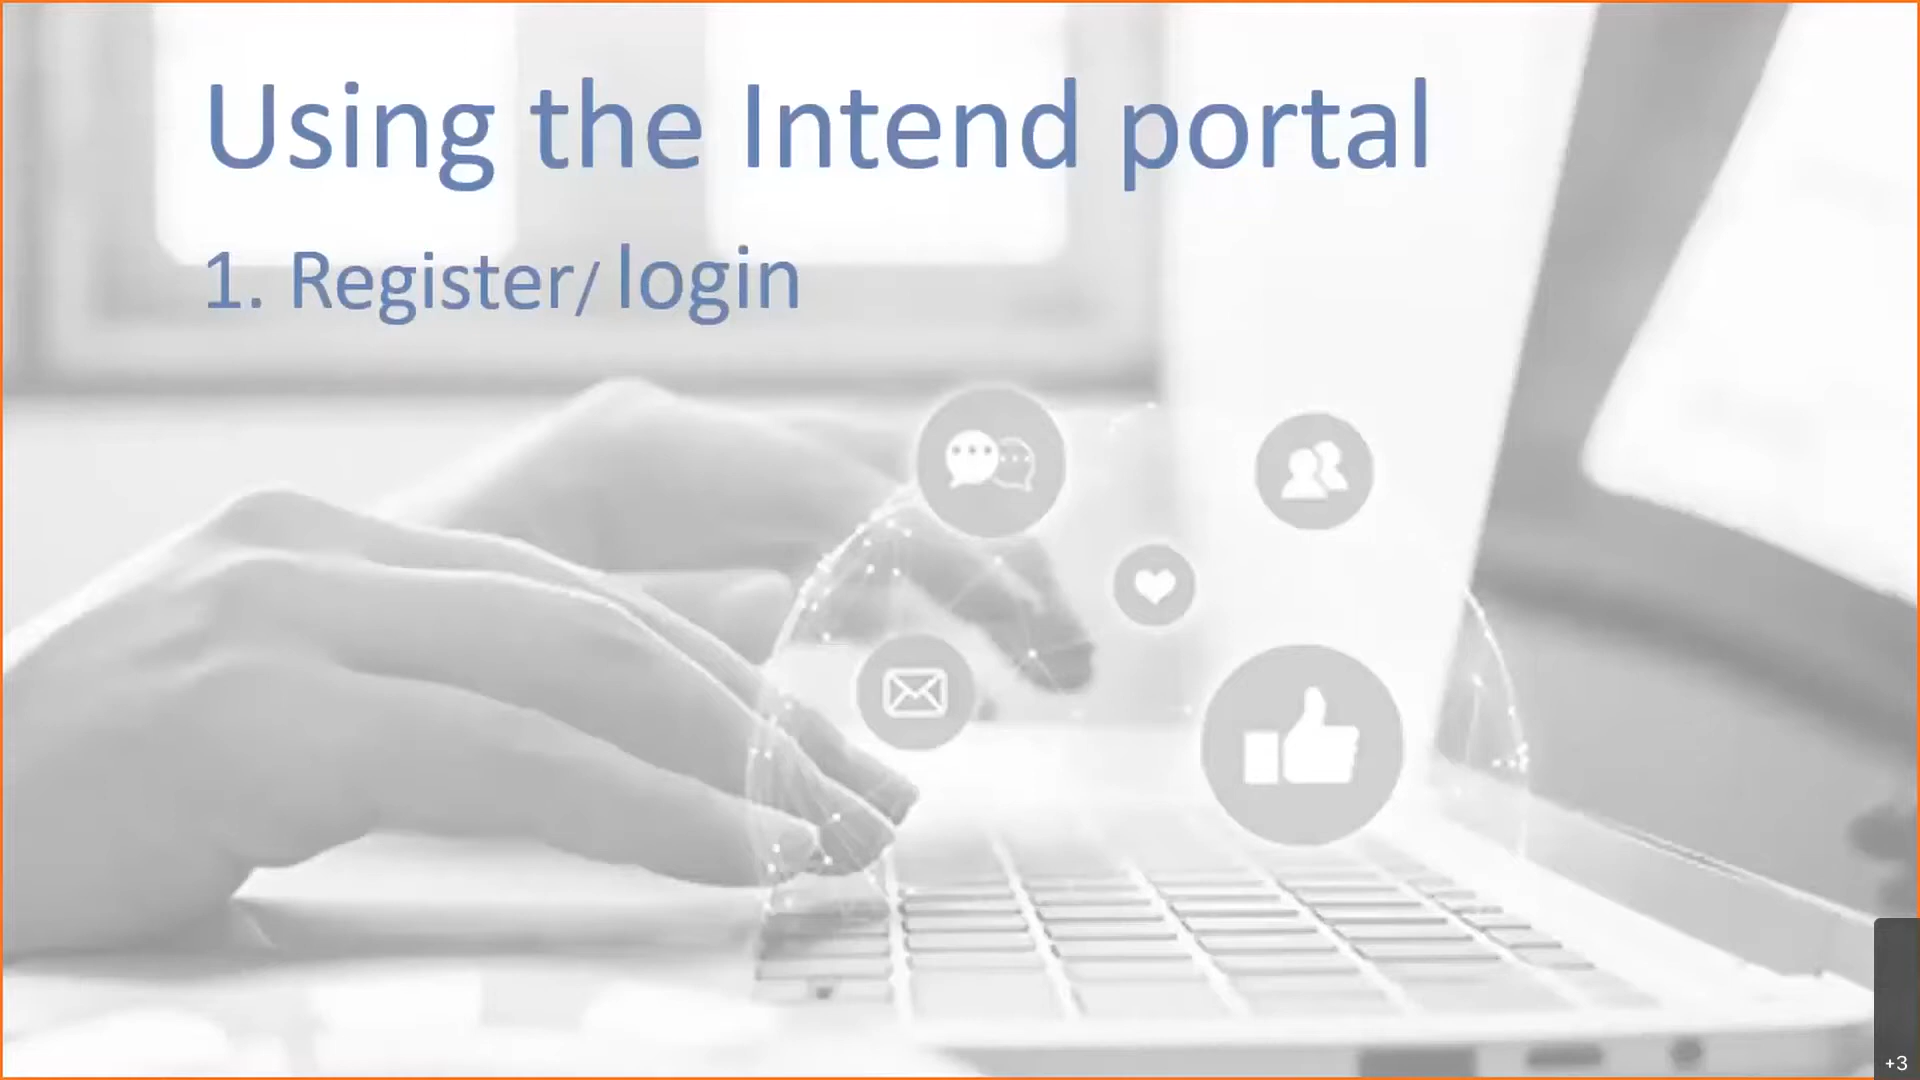 Using the Intend portal
1. Register/ login
+3